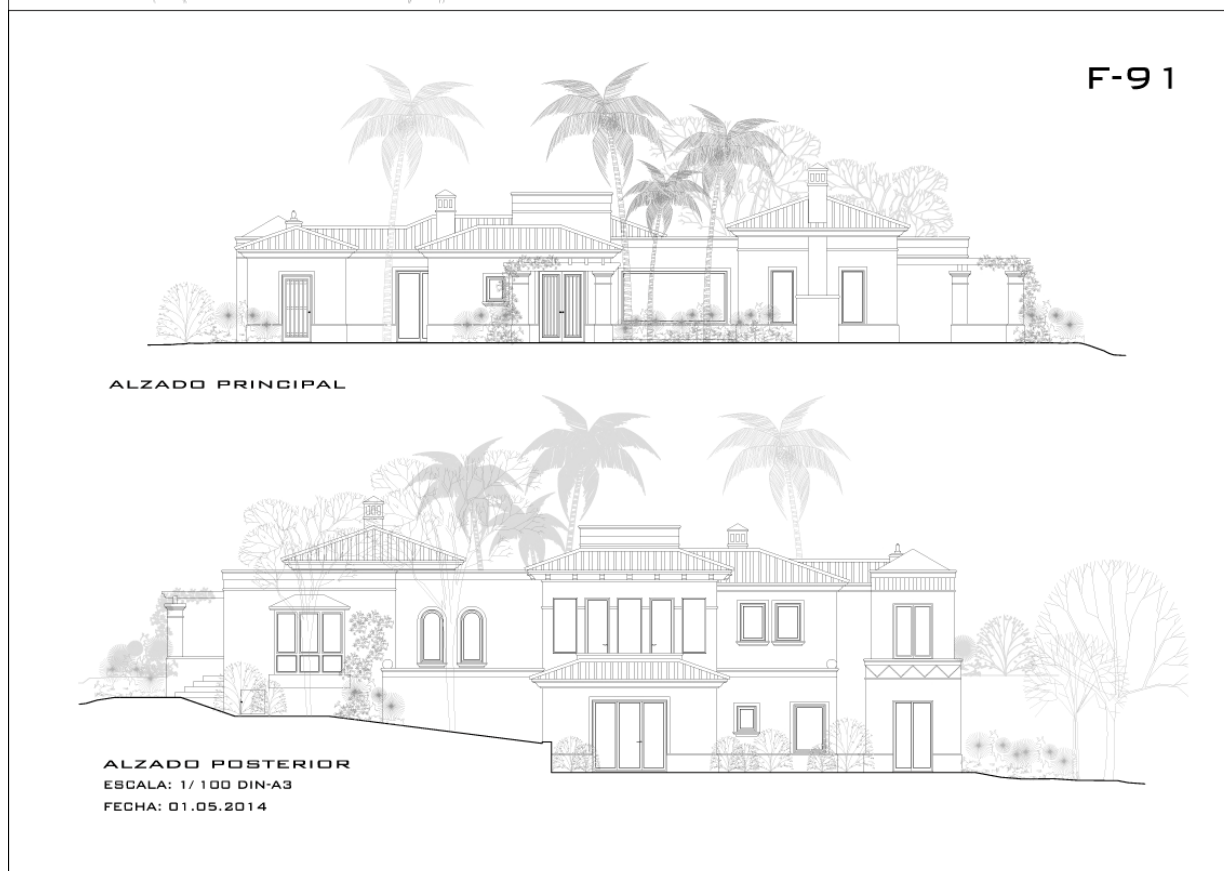 F-91
ALZADO PRINCIPAL
ALZADO POSTERIOR
ESCALA: 1/100 DIN-A3
FECHA: 01.05.2014